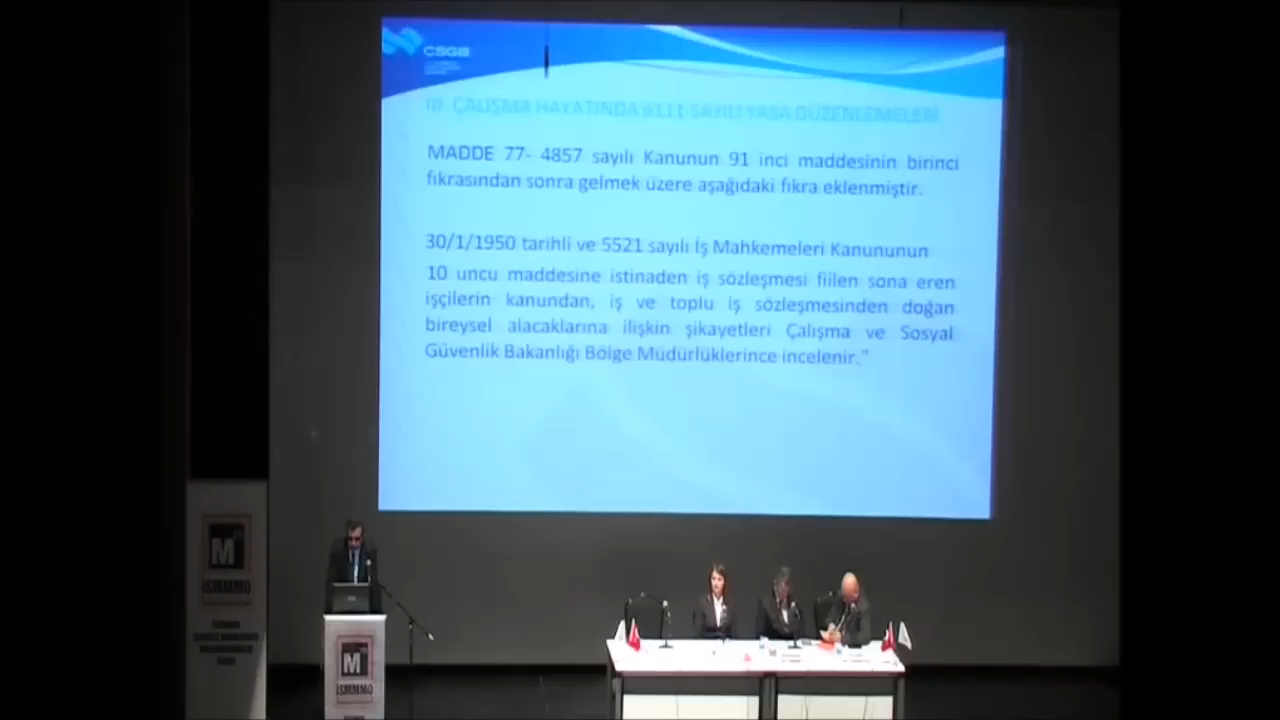 CSGB
III- ÇALIŞMA HAYATINDA 6111 SAYILI YASA DÜZENLEMELERİ
MADDE 77- 4857 sayılı Kanunun 91 inci maddesinin birinci
fıkrasından sonra gelmek üzere aşağıdaki fıkra eklenmiştir.
30/1/1950 tarihli ve 5521 sayılı İş Mahkemeleri Kanununun
10 uncu maddesine istinaden iş sözleşmesi fiilen sona eren
işçilerin kanundan, iş ve toplu iş sözleşmesinden doğan
bireysel alacaklarına ilişkin şikayetleri Çalışma ve Sosyal
Güvenlik Bakanlığı Bölge Müdürlüklerince incelenir."
M
İSMMMO
M
İSMMMO